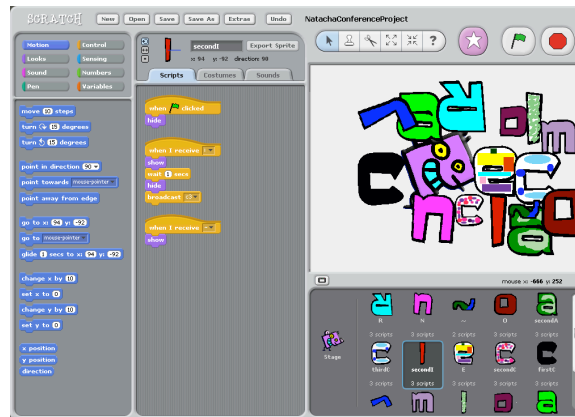 SCRATCH New Open Save Save As Extras Undo NatachaConferenceProject
Motion Control
Looks Sensing
Sound Numbers
Pen Variables
move 10 steps
turn 15 degrees
turn 15 degrees
point in direction 90
point towards mouse-pointer
point away from edge
go to x: 94 y: -92
go to mouse-pointer
glide 1 secs to x: 94 y: -92
change x by 10
set x to 0
change y by 10
set y to 0
x position
y position
direction
secondI Export Sprite
x: 94 y: -92 direction: 90
Scripts Costumes Sounds
when clicked
hide
when I receive
show
wait 1 secs
hide
broadcast
when I receive
show
?
mouse x: -666 y: 252
Stage
R N ~ O secondA
3 scripts 3 scripts 2 scripts 3 scripts 3 scripts
thirdC secondI E secondC firstC
3 scripts 3 scripts 3 scripts 3 scripts 3 scripts